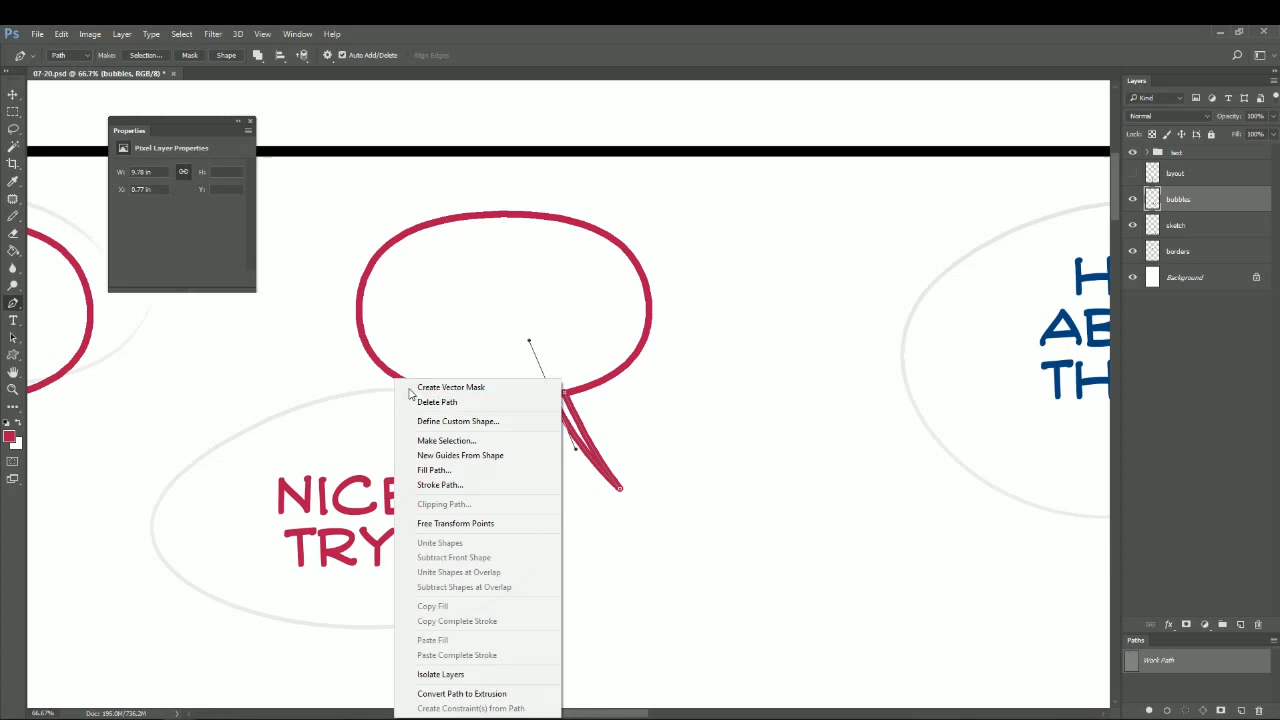 Ps File Edit Image Layer Type Select Filter 3D View Window Help
Path Makes Selection... Mask Shape Auto Add/Delete Align Edges
07-20.psd @ 66.7% (bubbles, RGB/8) *
Properties
Pixel Layer Properties
W: 9.78 in H:
X: 0.77 in Y:
NICE
TRY
H
AB
TH
Create Vector Mask
Delete Path
Define Custom Shape...
Make Selection...
New Guides From Shape
Fill Path...
Stroke Path...
Clipping Path...
Free Transform Points
Unite Shapes
Subtract Front Shape
Unite Shapes at Overlap
Subtract Shapes at Overlap
Copy Fill
Copy Complete Stroke
Paste Fill
Paste Complete Stroke
Isolate Layers
Convert Path to Extrusion
Create Constraint(s) from Path
Layers
Kind
Normal Opacity: 100%
Lock: Fill: 100%
text
layout
bubbles
sketch
borders
Background
Paths
Work Path
66.67% Doc: 195.0M/736.2M